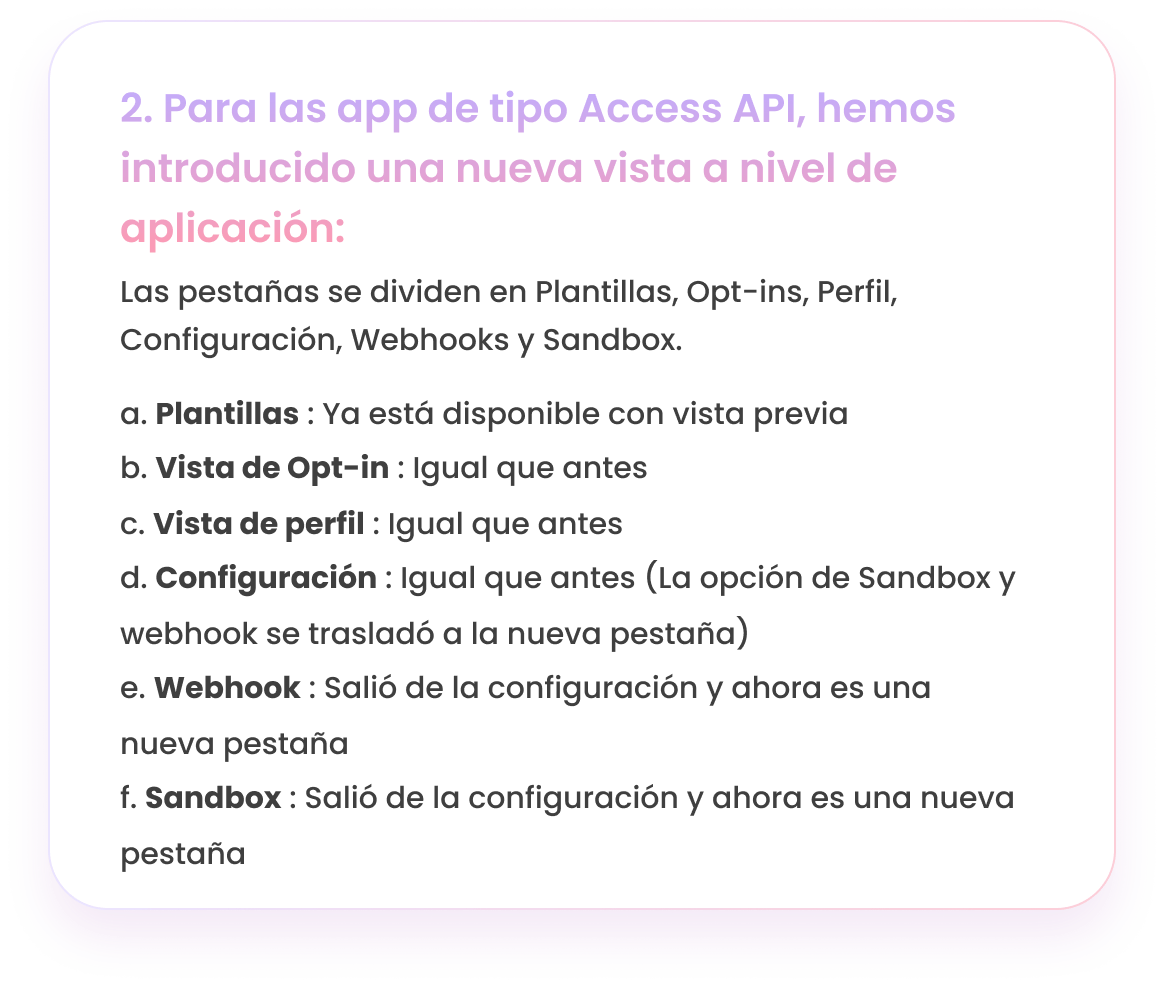 2. Para las app de tipo Access API, hemos
introducido una nueva vista a nivel de
aplicación:
Las pestañas se dividen en Plantillas, Opt-ins, Perfil,
Configuración, Webhooks y Sandbox.
a. Plantillas : Ya está disponible con vista previa
b. Vista de Opt-in : Igual que antes
c. Vista de perfil : Igual que antes
d. Configuración : Igual que antes (La opción de Sandbox y
webhook se trasladó a la nueva pestaña)
e. Webhook : Salió de la configuración y ahora es una
nueva pestaña
f. Sandbox : Salió de la configuración y ahora es una nueva
pestaña